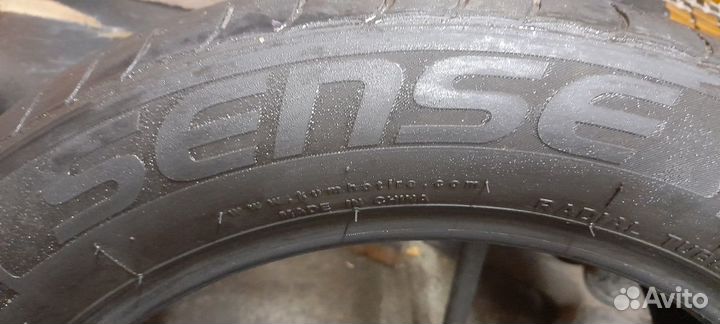 SENSE
www.kumhotire.com
MADE IN CHINA
RADIAL
Avito